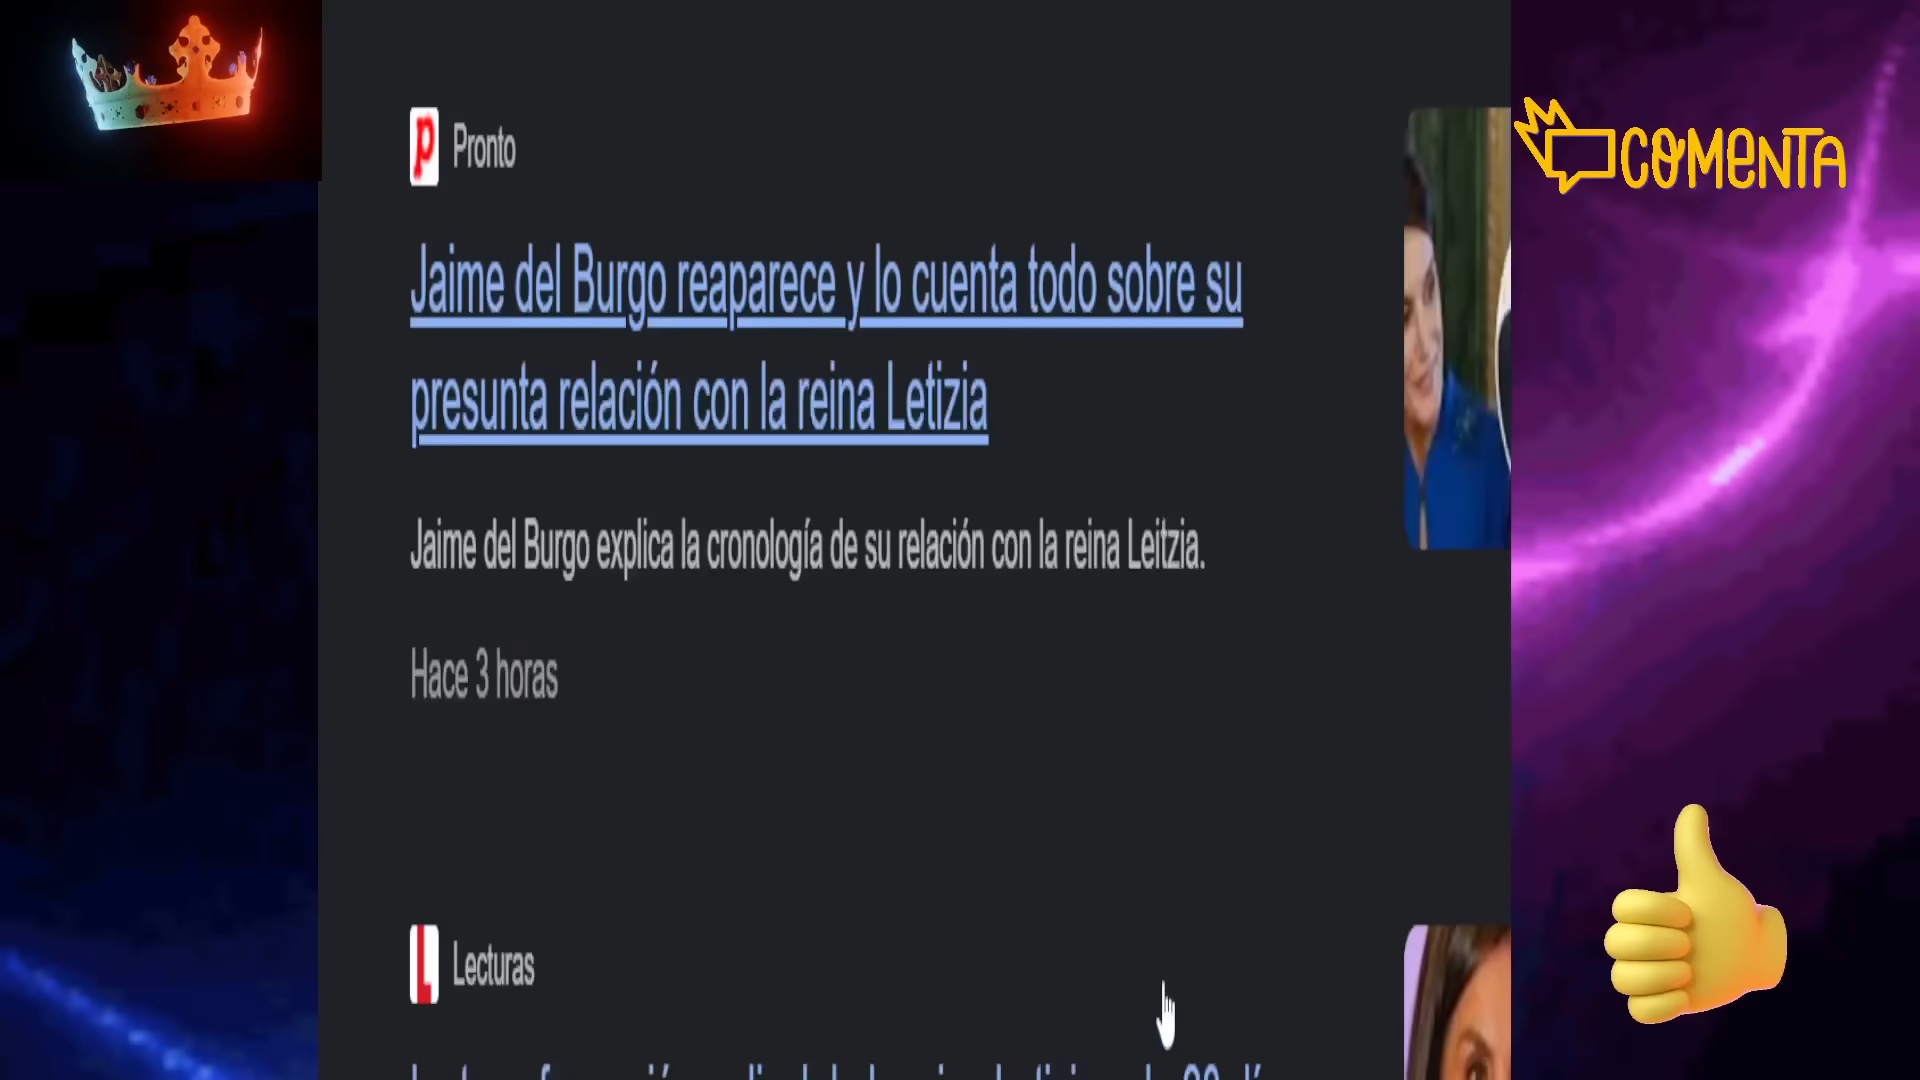 Pronto
COMENTA
Jaime del Burgo reaparece y lo cuenta todo sobre su
presunta relación con la reina Letizia
Jaime del Burgo explica la cronología de su relación con la reina Leitzia.
Hace 3 horas
Lecturas